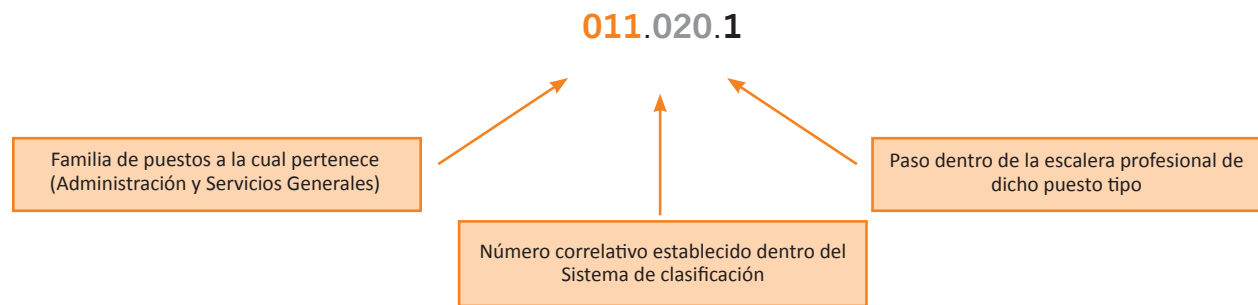 011.020.1
Familia de puestos a la cual pertenece
(Administración y Servicios Generales)
Paso dentro de la escalera profesional de
dicho puesto tipo
Número correlativo establecido dentro del
Sistema de clasificación